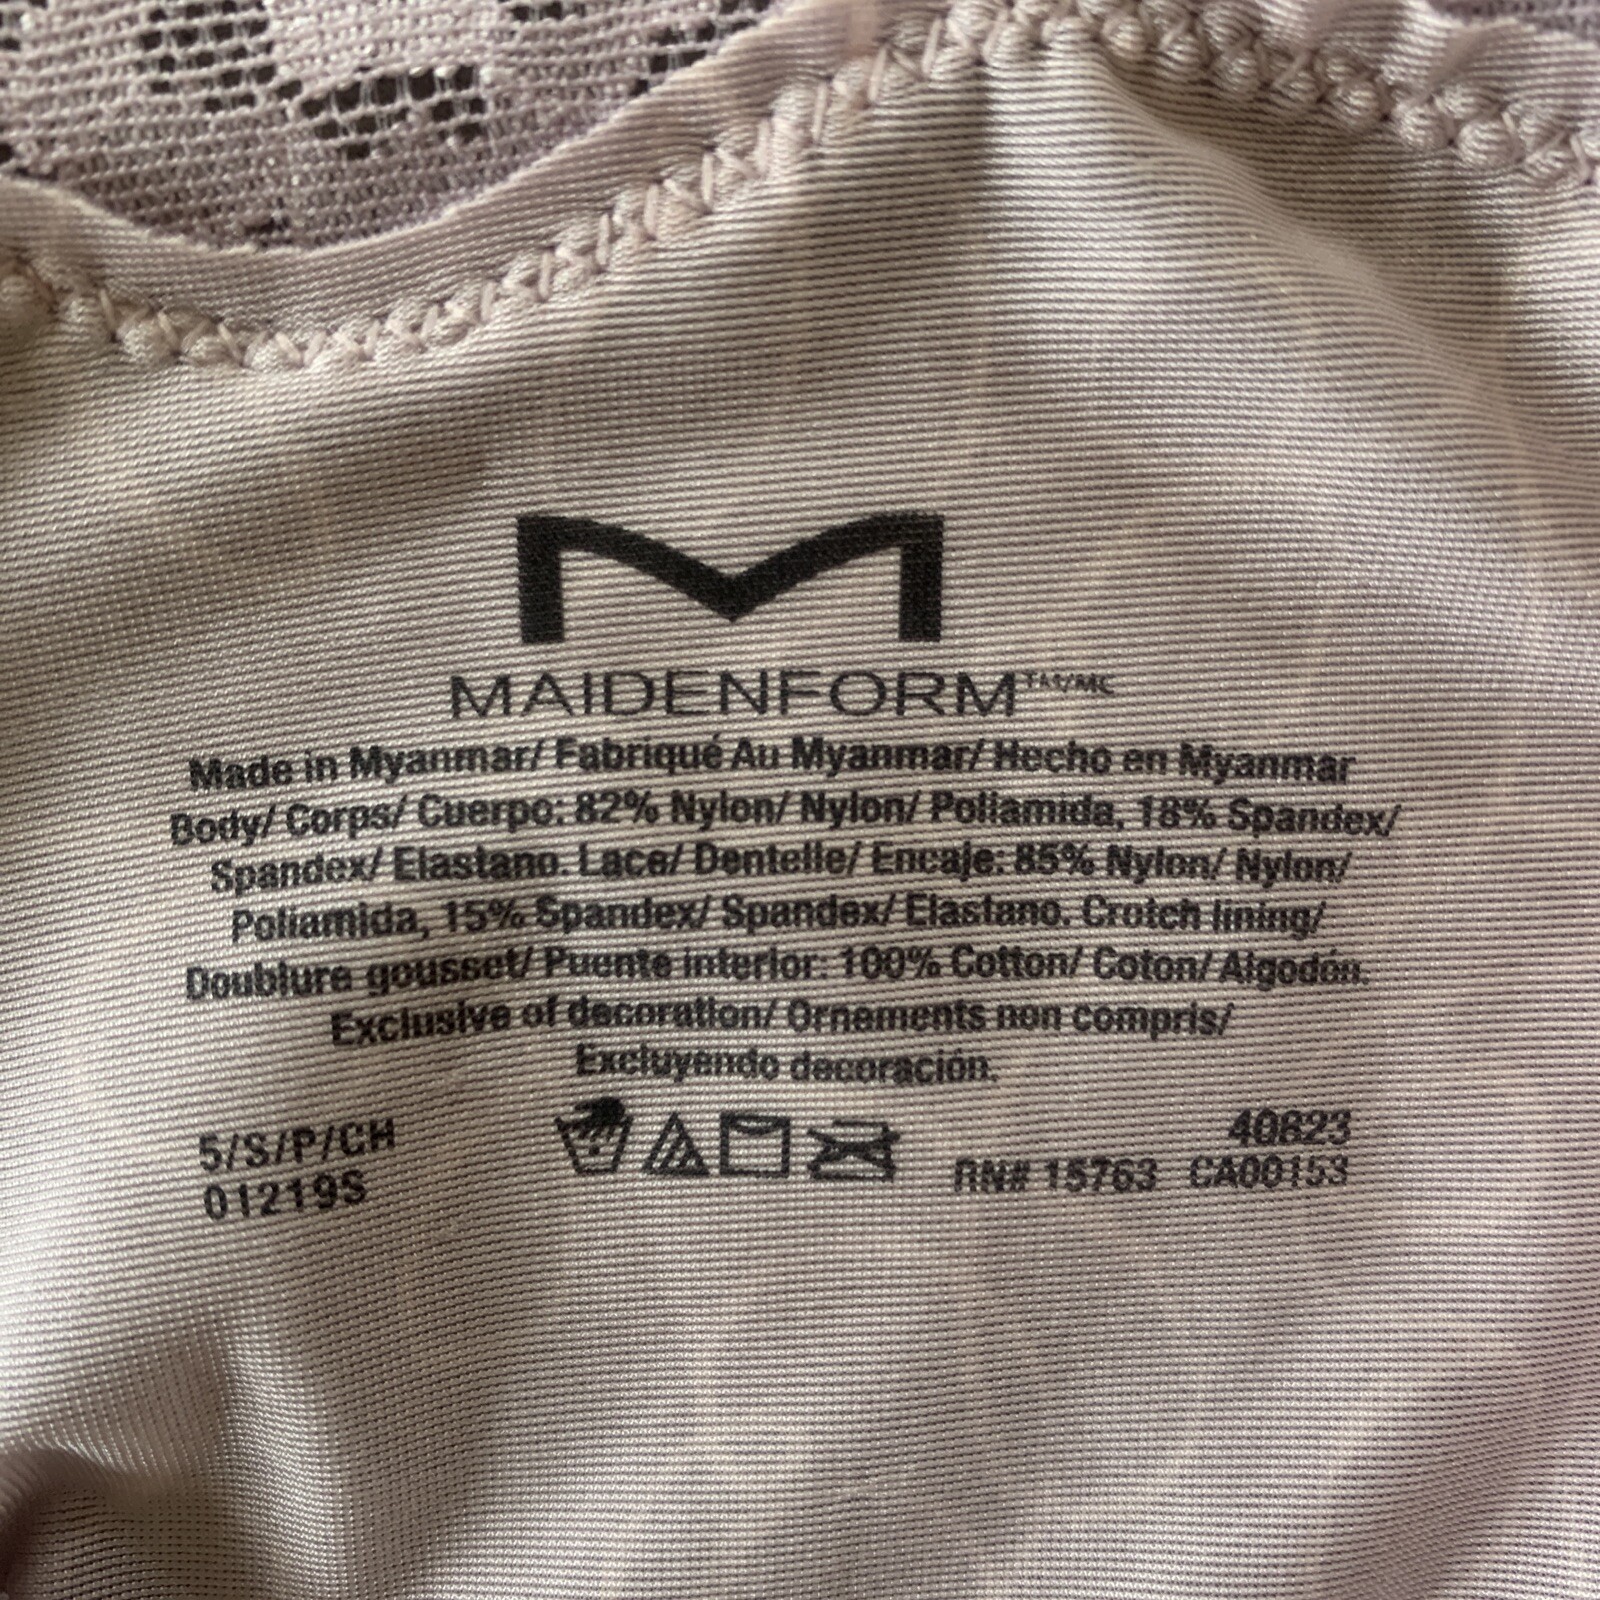 MAIDENFORM™/MC
Made in Myanmar/ Fabriqué Au Myanmar/ Hecho en Myanmar
Body/ Corps/ Cuerpo: 82% Nylon/ Nylon/ Poliamida, 18% Spandex/
Spandex/ Elastano. Lace/ Dentelle/ Encaje: 85% Nylon/ Nylon/
Poliamida, 15% Spandex/ Spandex/ Elastano. Crotch lining/
Doublure gousset/ Puente interior: 100% Cotton/ Coton/ Algodón.
Exclusive of decoration/ Ornements non compris/
Excluyendo decoración.
5/S/P/CH
01219S
40823
RN# 15763 CA00153